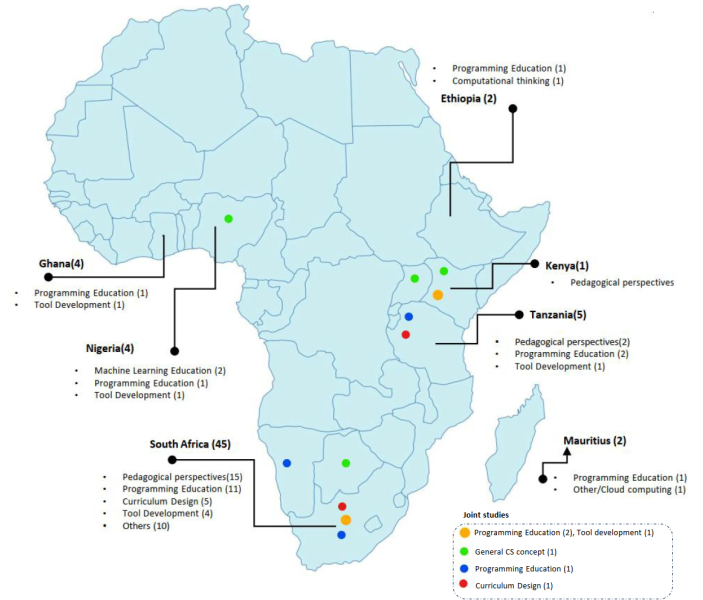 Programming Education (1)
Computational thinking (1)
Ethiopia (2)
Ghana(4)
Programming Education (1)
Tool Development (1)
Kenya(1)
Pedagogical perspectives
Tanzania(5)
Pedagogical perspectives(2)
Programming Education (2)
Tool Development (1)
Nigeria(4)
Machine Learning Education (2)
Programming Education (1)
Tool Development (1)
South Africa (45)
Pedagogical perspectives(15)
Programming Education (11)
Curriculum Design (5)
Tool Development (4)
Others (10)
Mauritius (2)
Programming Education (1)
Other/Cloud computing (1)
Joint studies
Programming Education (2), Tool development (1)
General CS concept (1)
Programming Education (1)
Curriculum Design (1)